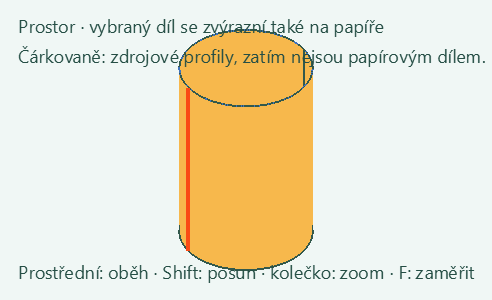 Prostor · vybraný díl se zvýrazní také na papíře
Čárkovaně: zdrojové profily, zatím nejsou papírovým dílem.
Prostřední: oběh · Shift: posun · kolečko: zoom · F: zaměřit